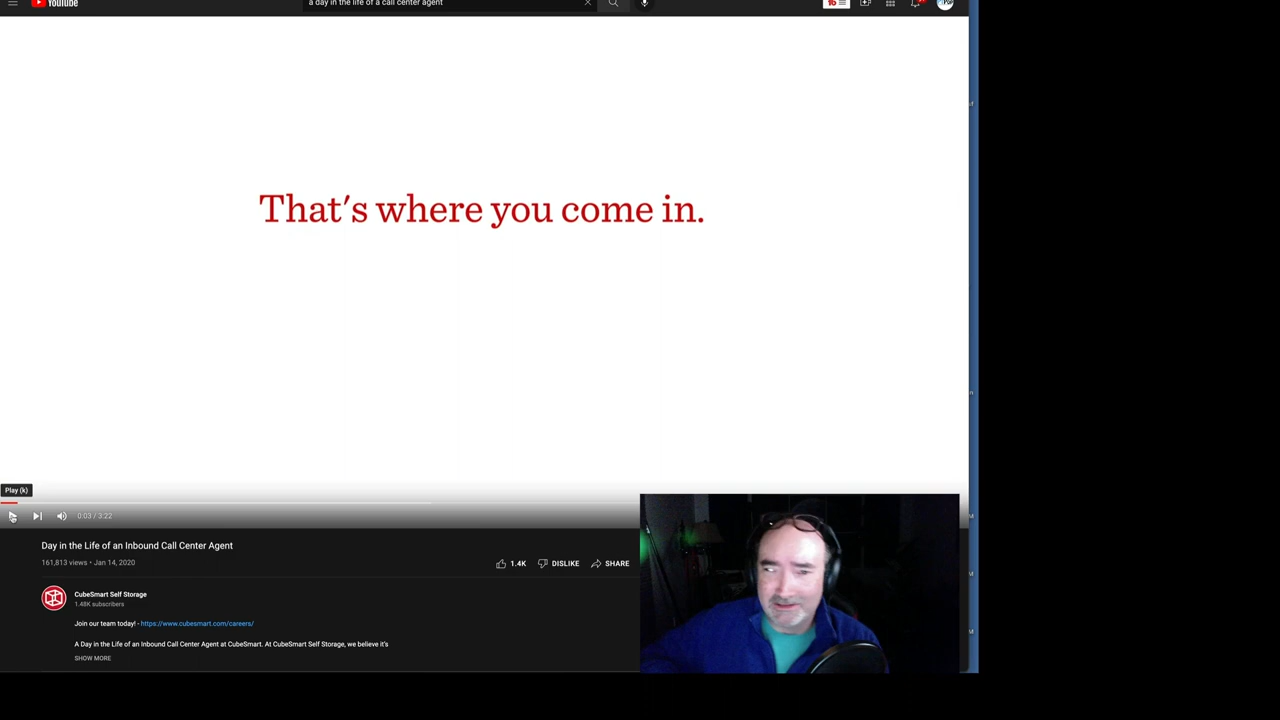 YouTube
a day in the life of a call center agent
That's where you come in.
Play (k)
0:03 / 3:22
Day in the Life of an Inbound Call Center Agent
161,813 views • Jan 14, 2020
1.4K
DISLIKE
SHARE
CubeSmart Self Storage
1.48K subscribers
Join our team today! - https://www.cubesmart.com/careers/
A Day in the Life of an Inbound Call Center Agent at CubeSmart. At CubeSmart Self Storage, we believe it's
SHOW MORE